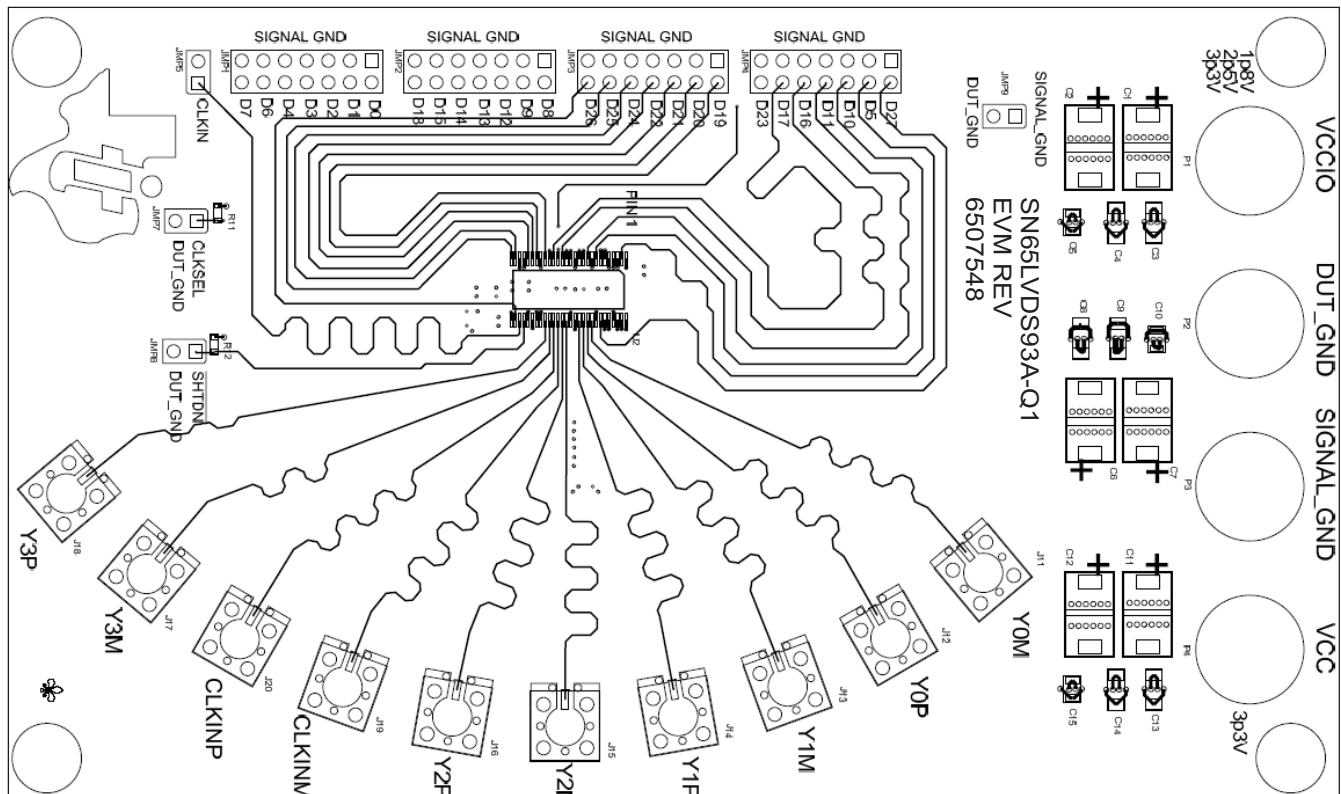 SIGNAL GND
SIGNAL GND
SIGNAL GND
SIGNAL GND
JMP5
CLKIN
JMP1
D7
D6
D4
D3
D2
D1
D0
JMP2
D18
D15
D14
D13
D12
D9
D8
JMP3
D26
D25
D24
D22
D21
D20
D19
JMP6
D23
D17
D16
D11
D10
D5
D27
JMP9
SIGNAL_GND
DUT_GND
C2
C1
1p8V
2p5V
3p3V
P1
VCCIO
C5
C4
C3
SN65LVDS93A-Q1
EVM REV
6507548
PIN 1
U2
R11
JMP7
CLKSEL
DUT_GND
R12
JMP8
SHTDN
DUT_GND
C8
C9
C10
P2
DUT_GND
C6
C7
P3
SIGNAL_GND
C12
C11
P4
VCC
C15
C14
C13
3p3V
J18
Y3P
J17
Y3M
J20
CLKINP
J19
CLKINM
J16
J15
J14
J13
Y1M
J12
Y0P
J11
Y0M